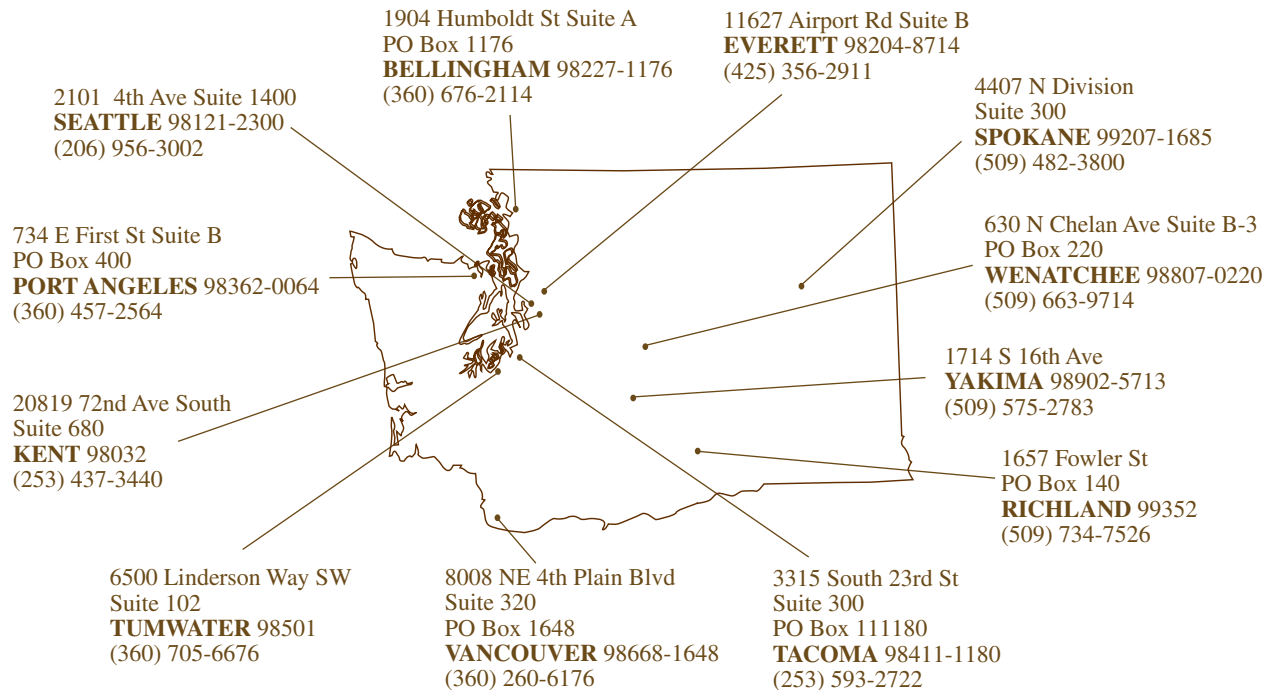 1904 Humboldt St Suite A
PO Box 1176
BELLINGHAM 98227-1176
(360) 676-2114
11627 Airport Rd Suite B
EVERETT 98204-8714
(425) 356-2911
2101  4th Ave Suite 1400
SEATTLE 98121-2300
(206) 956-3002
4407 N Division
Suite 300
SPOKANE 99207-1685
(509) 482-3800
734 E First St Suite B
PO Box 400
PORT ANGELES 98362-0064
(360) 457-2564
630 N Chelan Ave Suite B-3
PO Box 220
WENATCHEE 98807-0220
(509) 663-9714
1714 S 16th Ave
YAKIMA 98902-5713
(509) 575-2783
20819 72nd Ave South
Suite 680
KENT 98032
(253) 437-3440
1657 Fowler St
PO Box 140
RICHLAND 99352
(509) 734-7526
6500 Linderson Way SW
Suite 102
TUMWATER 98501
(360) 705-6676
8008 NE 4th Plain Blvd
Suite 320
PO Box 1648
VANCOUVER 98668-1648
(360) 260-6176
3315 South 23rd St
Suite 300
PO Box 111180
TACOMA 98411-1180
(253) 593-2722